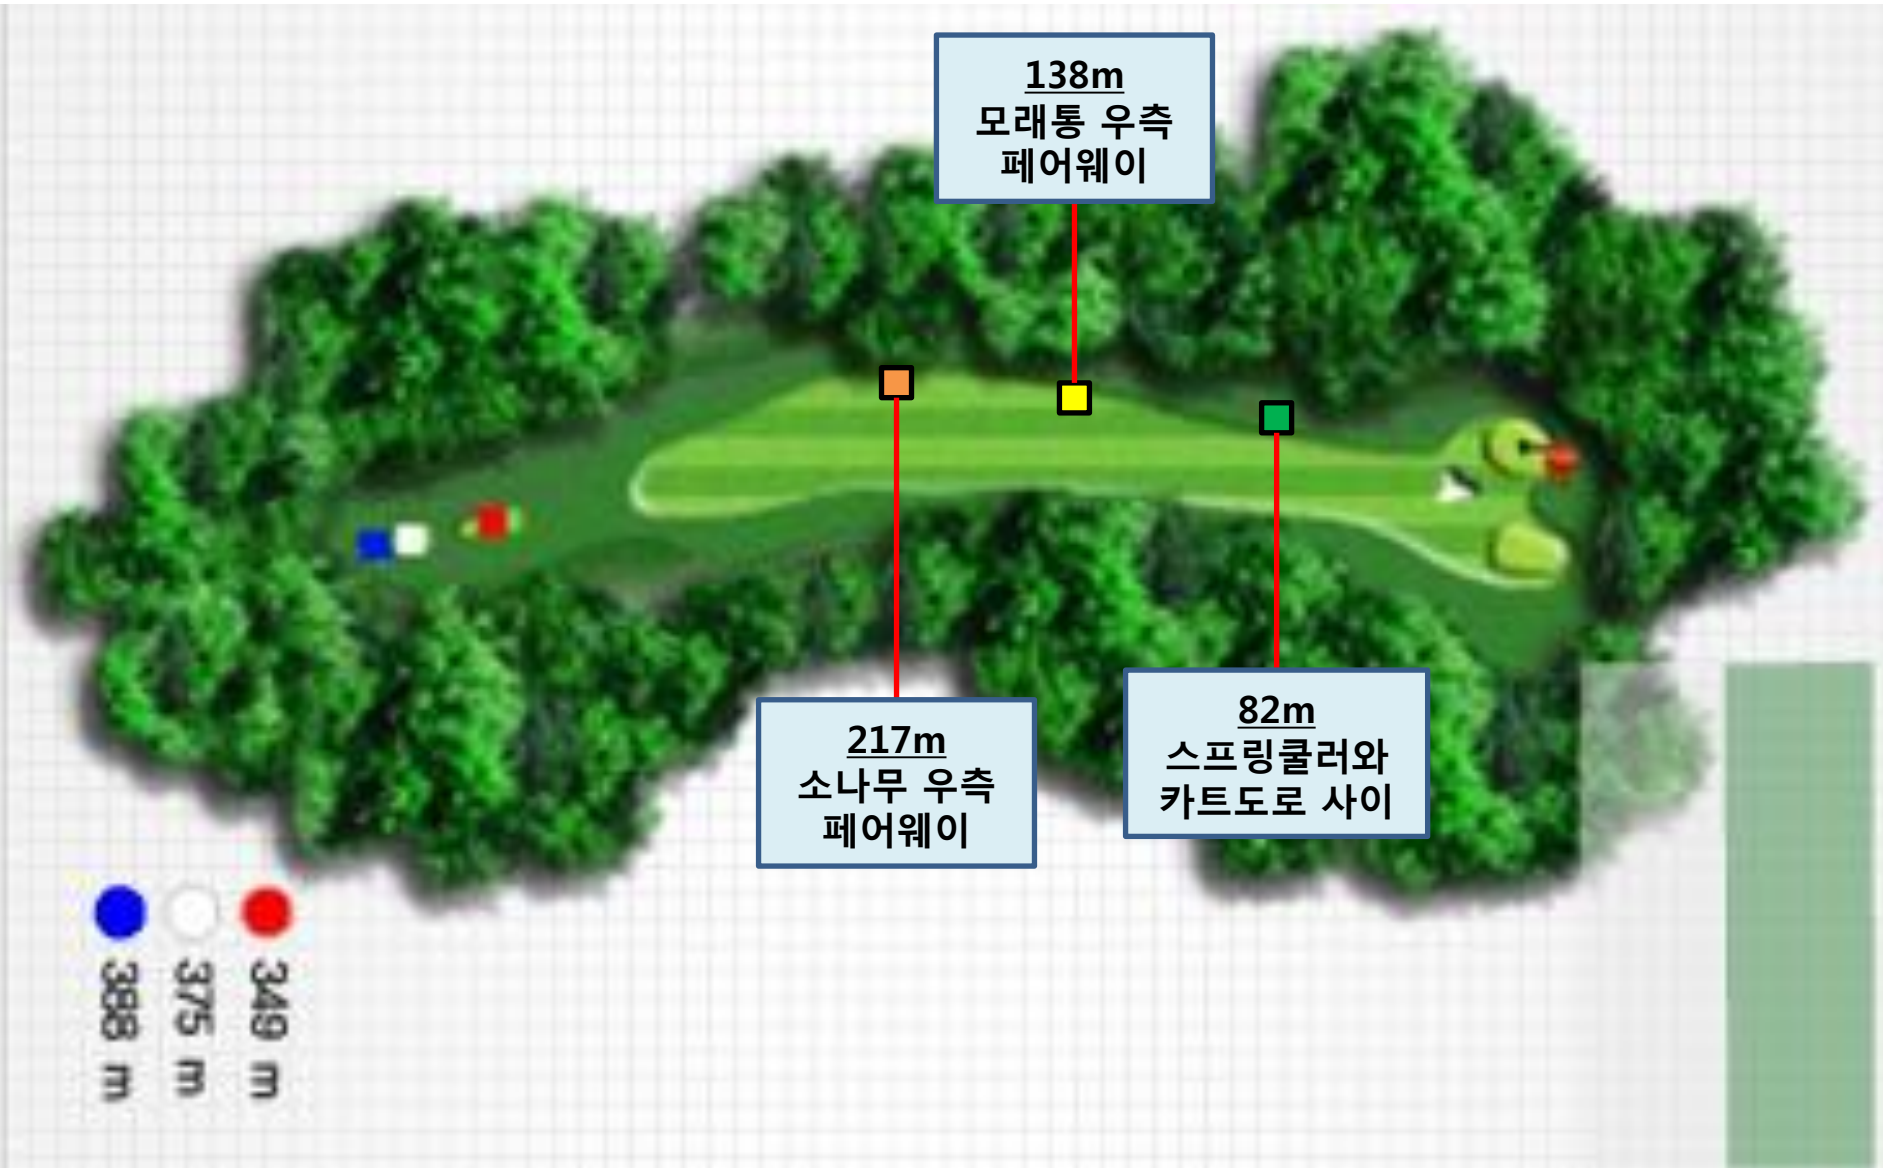 138m
모래통 우측
페어웨이
217m
소나무 우측
페어웨이
82m
스프링쿨러와
카트도로 사이
349 m
375 m
388 m